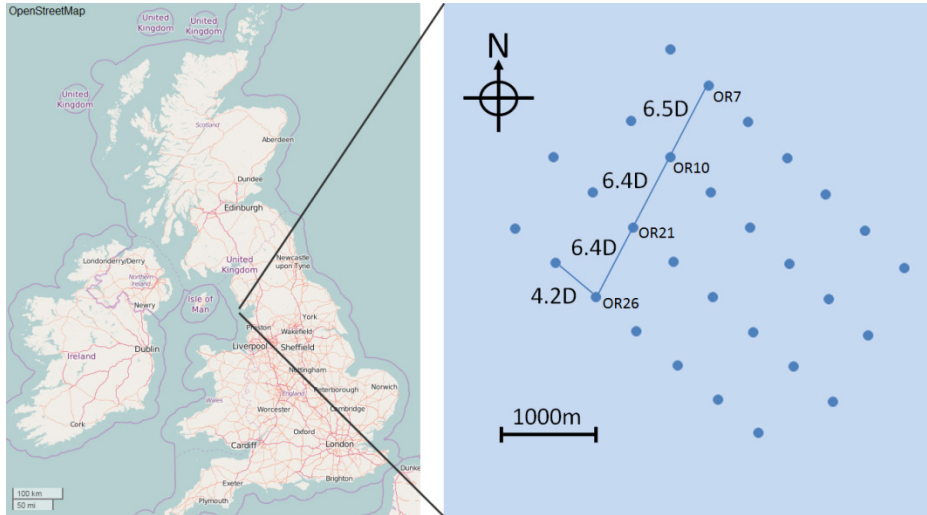 OpenStreetMap
United
Kingdom
United
Kingdom
United
Kingdom
Scotland
Aberdeen
Dundee
Edinburgh
Londonderry/Derry
Northern
Ireland
Newry
United
Kingdom
Newcastle
upon Tyne
Isle of
Man
Preston
York
Wakefield
Liverpool
Sheffield
Ireland
Dublin
Nottingham
Peterborough
Norwich
Wales
Worcester
England
Cambridge
Cork
Oxford
Cardiff
London
Brighton
Exeter
Plymouth
Dunke
100 km
50 mi
N
OR7
6.5D
OR10
6.4D
OR21
6.4D
4.2D
OR26
1000m